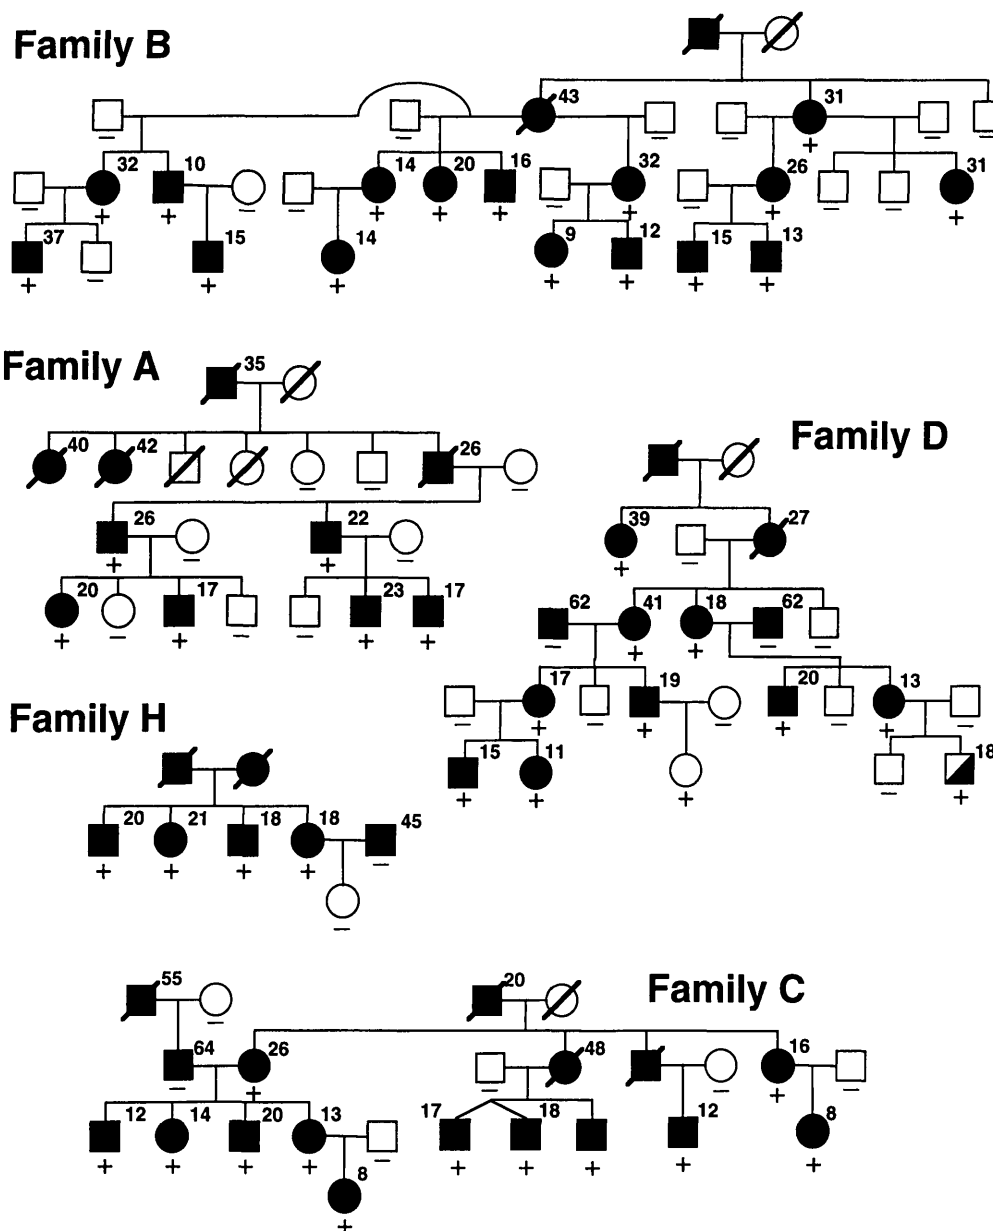 Family B
43 31
32 10 14 20 16 32 26 31
37 15 14 9 12 15 13
− − − − −
+
− + + − − + + + − + − + − − +
+ − + + + + + +
Family A
35
40 42 26
− − −
26 22
+ − + −
20 17 23 17
+ − + − − + +
Family D
39 27
+ −
62 41 18 62
− + + − −
17 19 20 13
− + − + − + − + −
15 11 18
+ + + − +
Family H
20 21 18 18 45
+ + + + −
−
Family C
55 20
−
64 26 48 16
− + − − + −
12 14 20 13 17 18 12 8
+ + + + − + + + + +
8
+